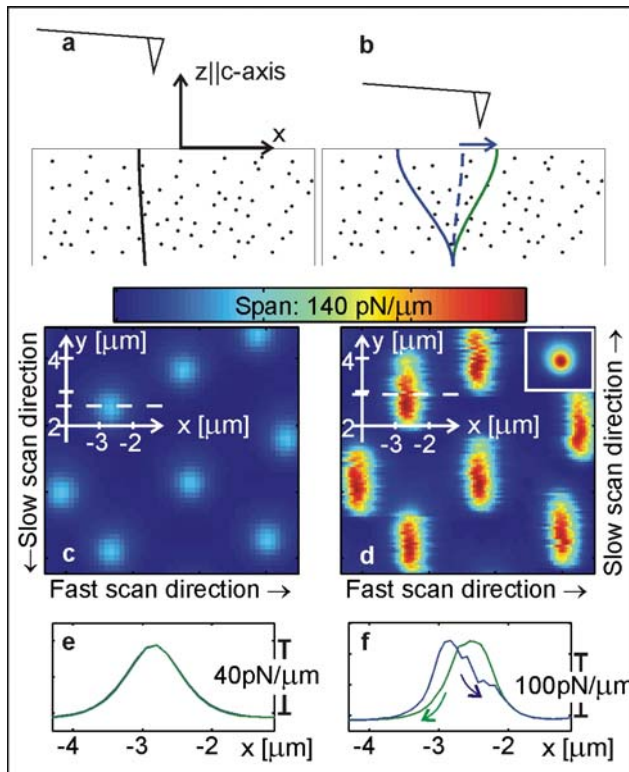 a
b
z||c-axis
x
Span: 140 pN/μm
y [μm]
4
2
-3 -2
x [μm]
c
←Slow scan direction
Fast scan direction →
y [μm]
4
2
-3 -2
x [μm]
d
Slow scan direction →
Fast scan direction →
e
40pN/μm
-4 -3 -2
x [μm]
f
100pN/μm
-4 -3 -2
x [μm]